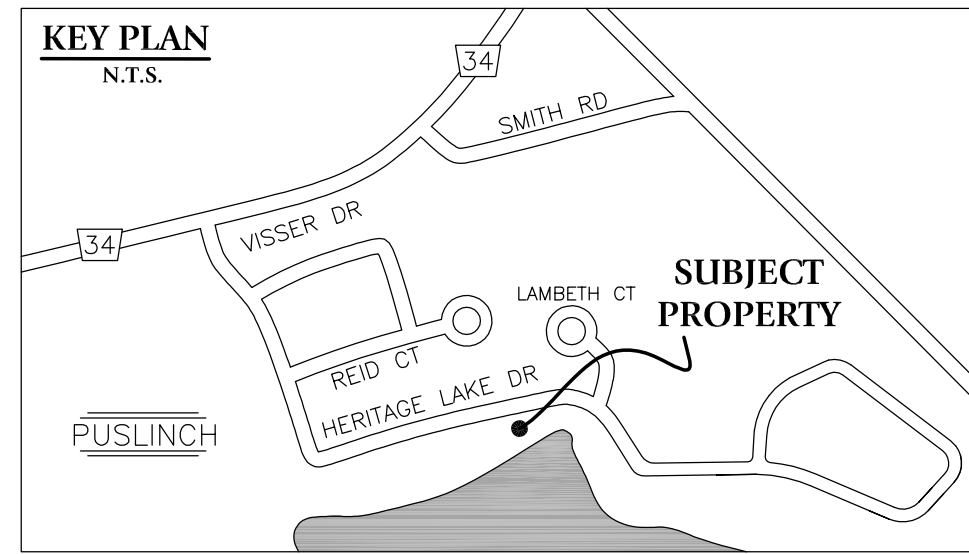 KEY PLAN
N.T.S.
34
SMITH RD
VISSER DR
34
SUBJECT
PROPERTY
LAMBETH CT
REID CT
HERITAGE LAKE DR
PUSLINCH